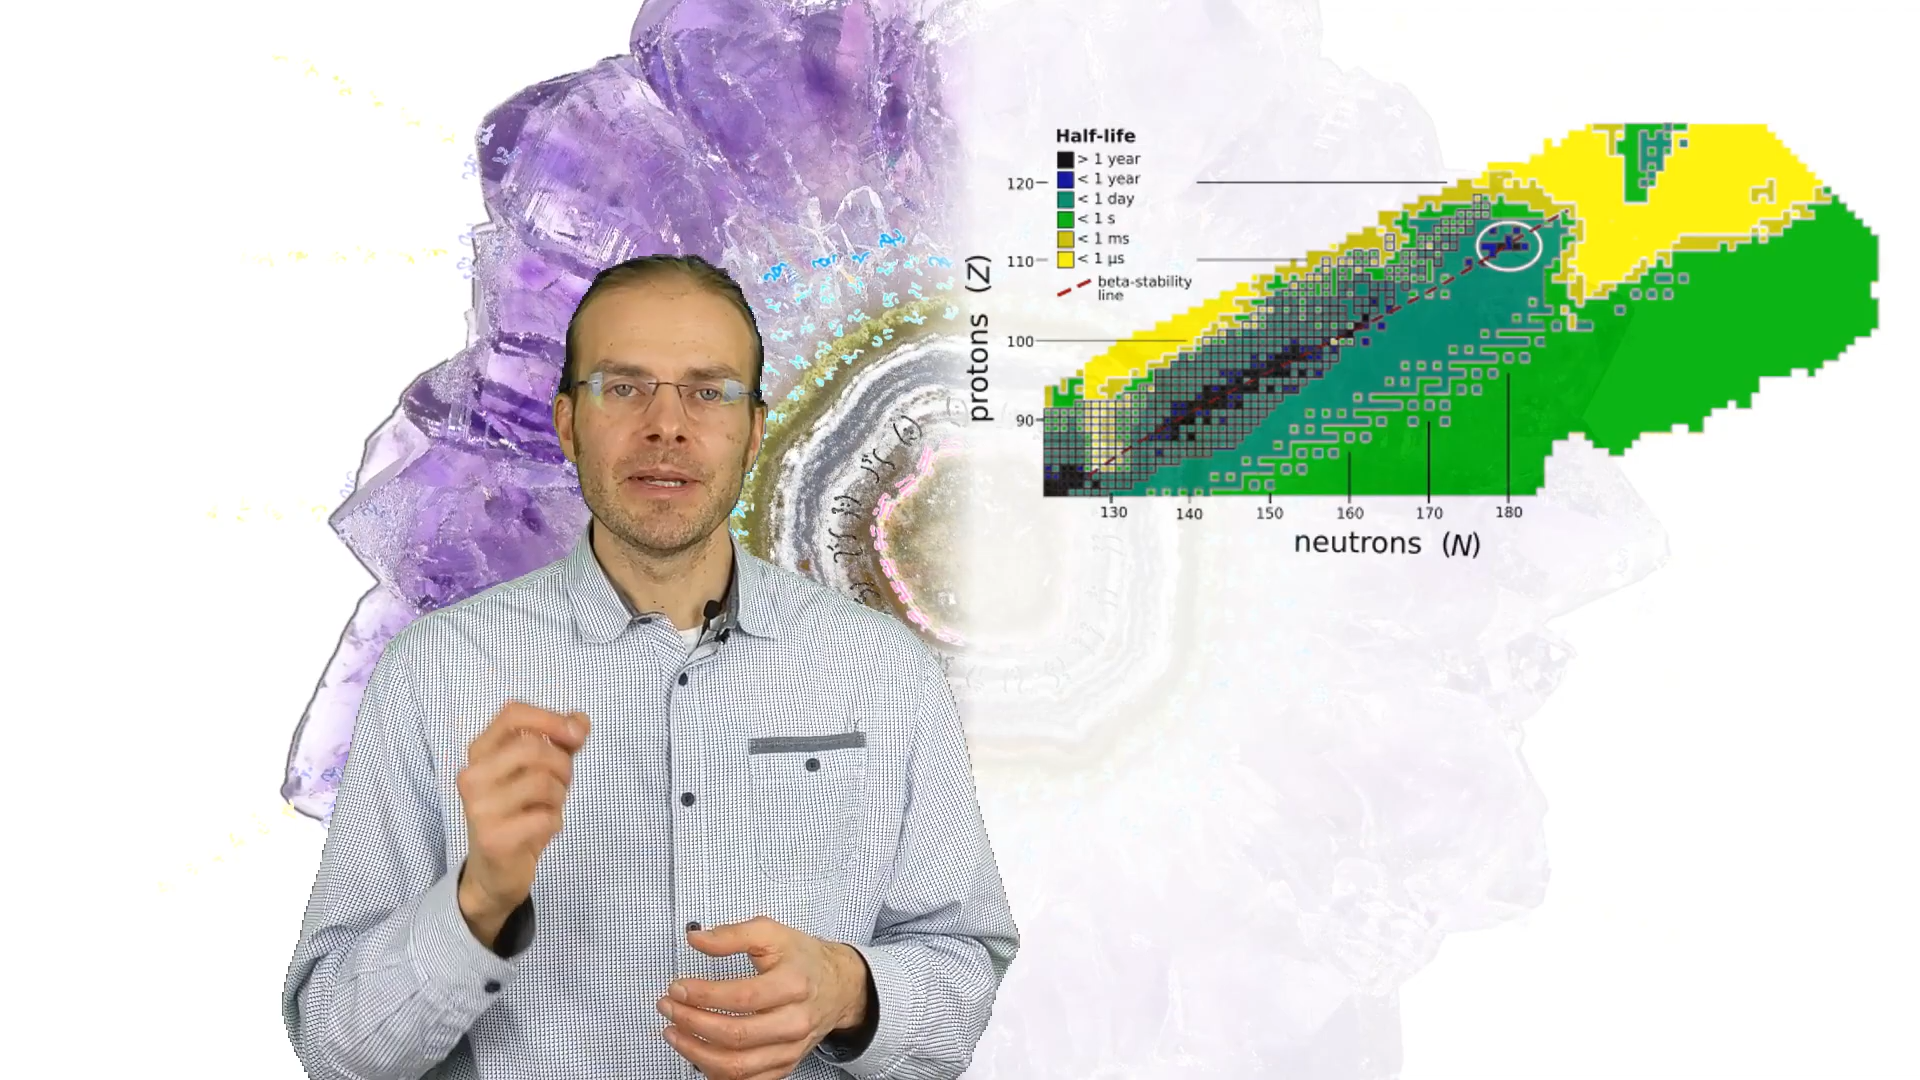 Half-life
> 1 year
< 1 year
< 1 day
< 1 s
< 1 ms
< 1 µs
beta-stability
line
120
110
100
90
protons (Z)
130 140 150 160 170 180
neutrons (N)